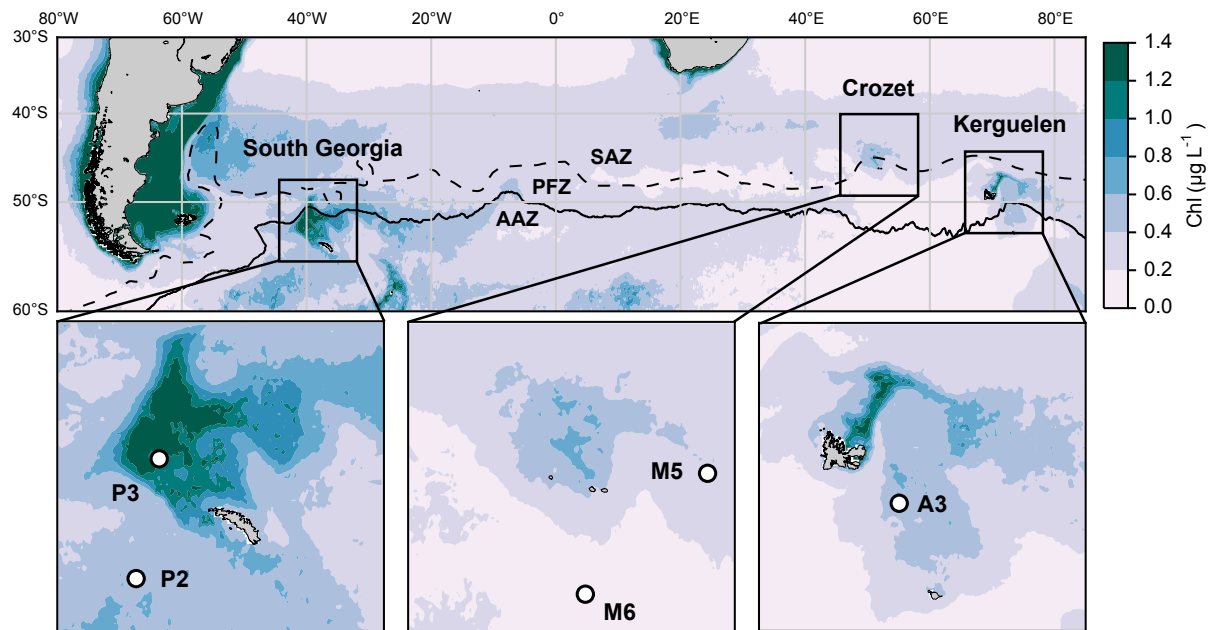 80°W 60°W 40°W 20°W 0° 20°E 40°E 60°E 80°E
30°S
40°S
50°S
60°S
South Georgia
SAZ
PFZ
AAZ
Crozet
Kerguelen
1.4
1.2
1.0
0.8
0.6
0.4
0.2
0.0
Chl (µg L⁻¹)
P3
P2
M5
M6
A3